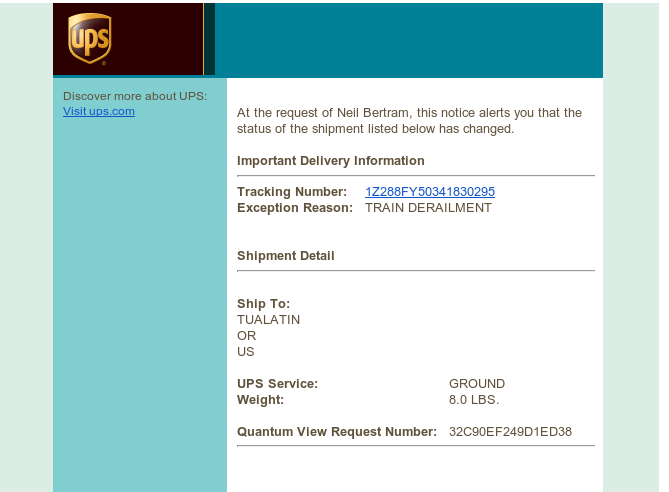 ups
Discover more about UPS:
Visit ups.com
At the request of Neil Bertram, this notice alerts you that the
status of the shipment listed below has changed.
Important Delivery Information
Tracking Number: 1Z288FY50341830295
Exception Reason: TRAIN DERAILMENT
Shipment Detail
Ship To:
TUALATIN
OR
US
UPS Service: GROUND
Weight: 8.0 LBS.
Quantum View Request Number: 32C90EF249D1ED38